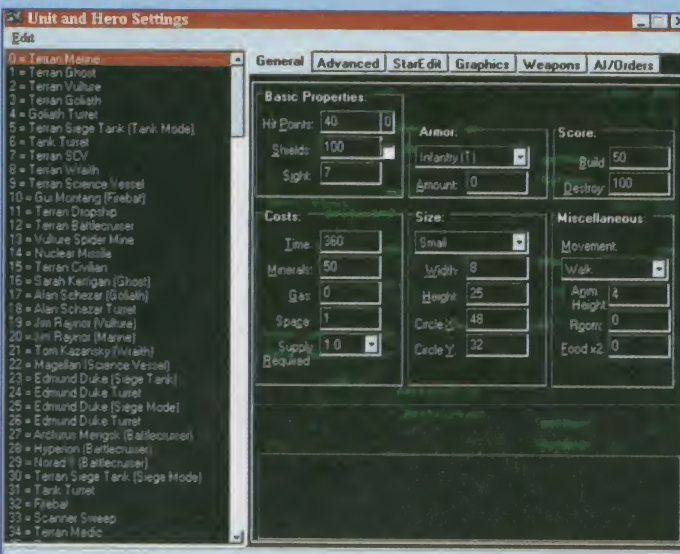 Unit and Hero Settings
Edit
0 = Terran Marine
1 = Terran Ghost
2 = Terran Vulture
3 = Terran Goliath
4 = Goliath Turret
5 = Terran Siege Tank (Tank Mode)
6 = Tank Turret
7 = Terran SCV
8 = Terran Wraith
9 = Terran Science Vessel
10 = Gui Montang (Firebat)
11 = Terran Dropship
12 = Terran Battlecruiser
13 = Vulture Spider Mine
14 = Nuclear Missile
15 = Terran Civilian
16 = Sarah Kerrigan (Ghost)
17 = Alan Schezar (Goliath)
18 = Alan Schezar Turret
19 = Jim Raynor (Vulture)
20 = Jim Raynor (Marine)
21 = Tom Kazansky (Wraith)
22 = Magellan (Science Vessel)
23 = Edmund Duke (Siege Tank)
24 = Edmund Duke Turret
25 = Edmund Duke (Siege Mode)
26 = Edmund Duke Turret
27 = Arcturus Mengsk (Battlecruiser)
28 = Hyperion (Battlecruiser)
29 = Norad II (Battlecruiser)
30 = Terran Siege Tank (Siege Mode)
31 = Tank Turret
32 = Firebat
33 = Scanner Sweep
34 = Terran Medic
General Advanced StarEdit Graphics Weapons AI/Orders
Basic Properties:
Hit Points: 40 0
Shields: 100
Sight: 7
Armor:
Infantry (T)
Amount: 0
Score:
Build 50
Destroy 100
Costs:
Time: 360
Minerals: 50
Gas: 0
Space: 1
Supply Required 1.0
Size:
Small
Width: 8
Height: 25
Circle X: 48
Circle Y: 32
Miscellaneous:
Movement:
Walk
Anim Height: 4
Rgom: 0
Food x2: 0